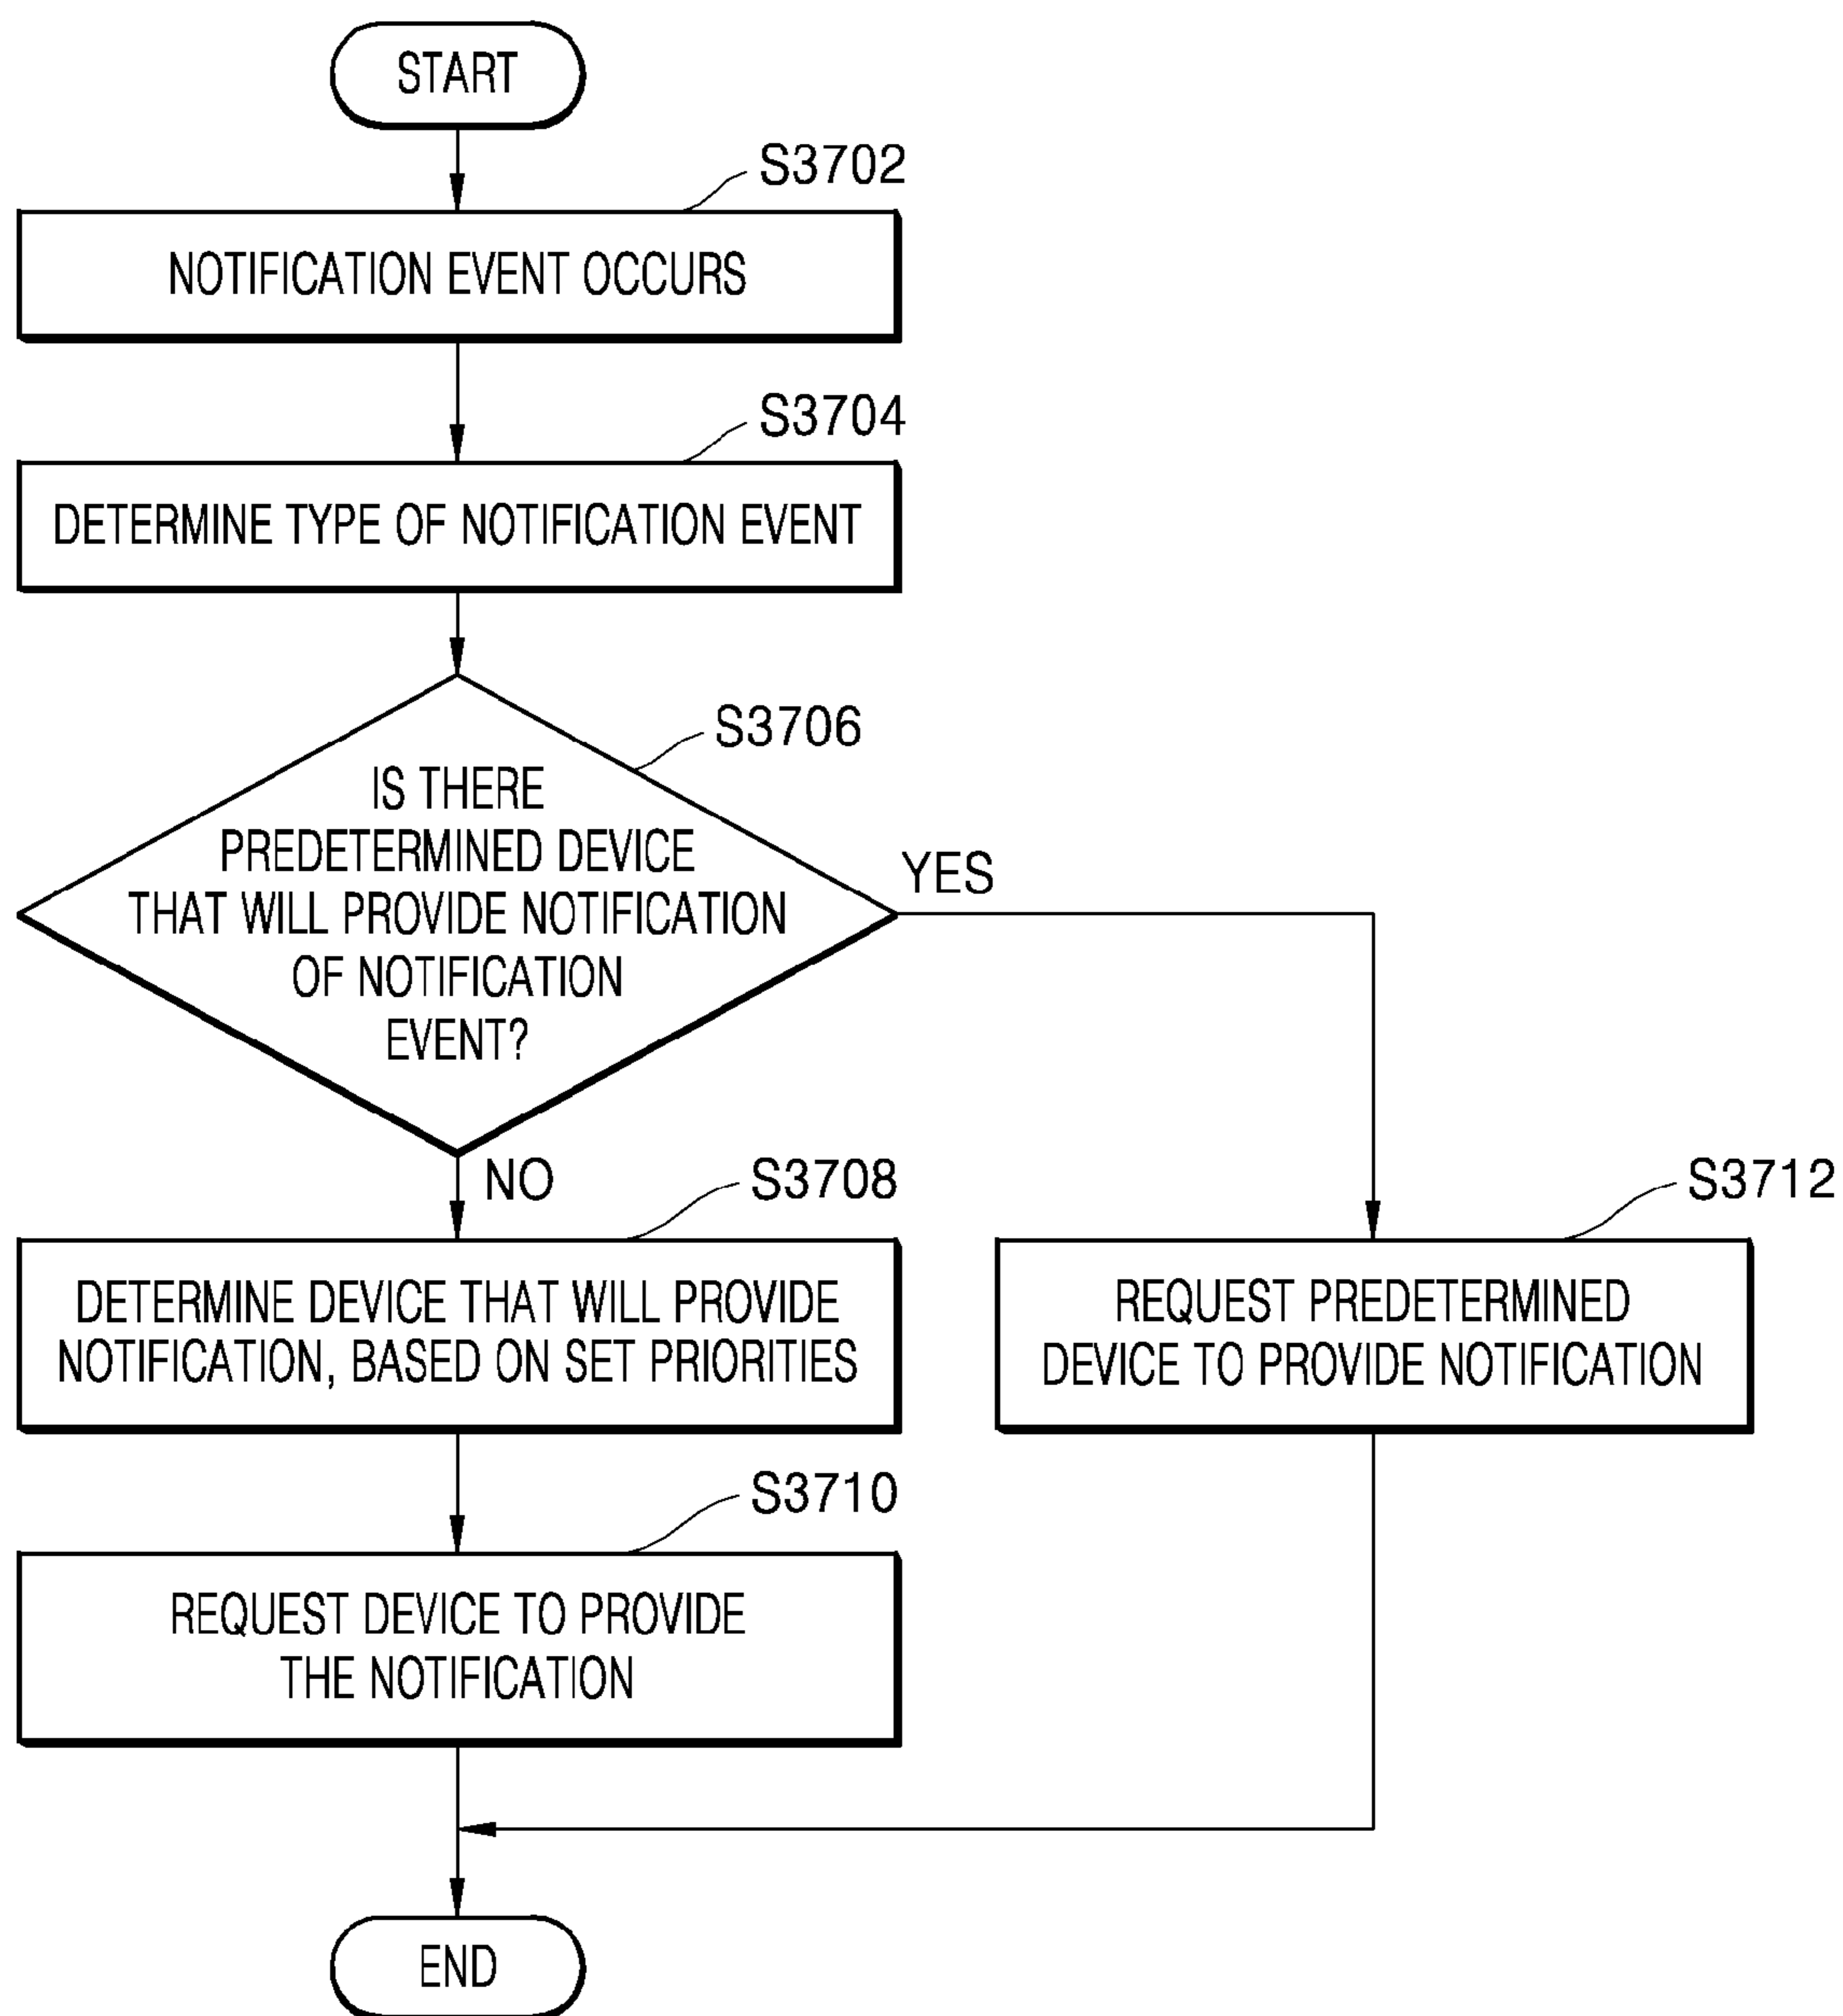 START
S3702
NOTIFICATION EVENT OCCURS
S3704
DETERMINE TYPE OF NOTIFICATION EVENT
S3706
IS THERE
PREDETERMINED DEVICE
THAT WILL PROVIDE NOTIFICATION
OF NOTIFICATION
EVENT?
YES
NO
S3708
DETERMINE DEVICE THAT WILL PROVIDE
NOTIFICATION, BASED ON SET PRIORITIES
S3712
REQUEST PREDETERMINED
DEVICE TO PROVIDE NOTIFICATION
S3710
REQUEST DEVICE TO PROVIDE
THE NOTIFICATION
END